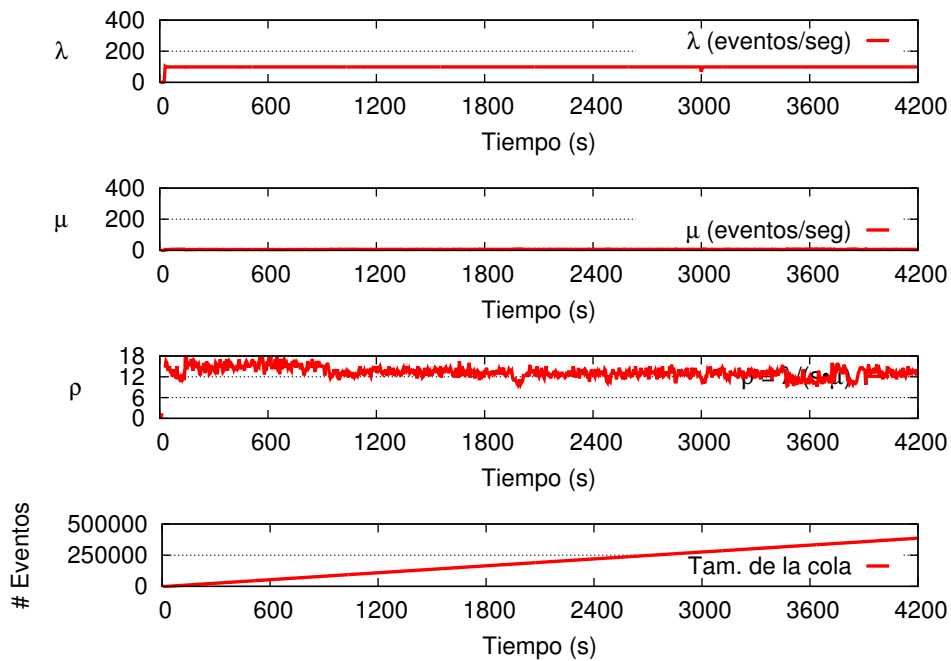 400
200
0
λ
λ (eventos/seg)
0 600 1200 1800 2400 3000 3600 4200
Tiempo (s)
400
200
0
μ
μ (eventos/seg)
0 600 1200 1800 2400 3000 3600 4200
Tiempo (s)
18
12
6
0
ρ
ρ = λ/(s•μ)
0 600 1200 1800 2400 3000 3600 4200
Tiempo (s)
500000
250000
0
# Eventos
Tam. de la cola
0 600 1200 1800 2400 3000 3600 4200
Tiempo (s)